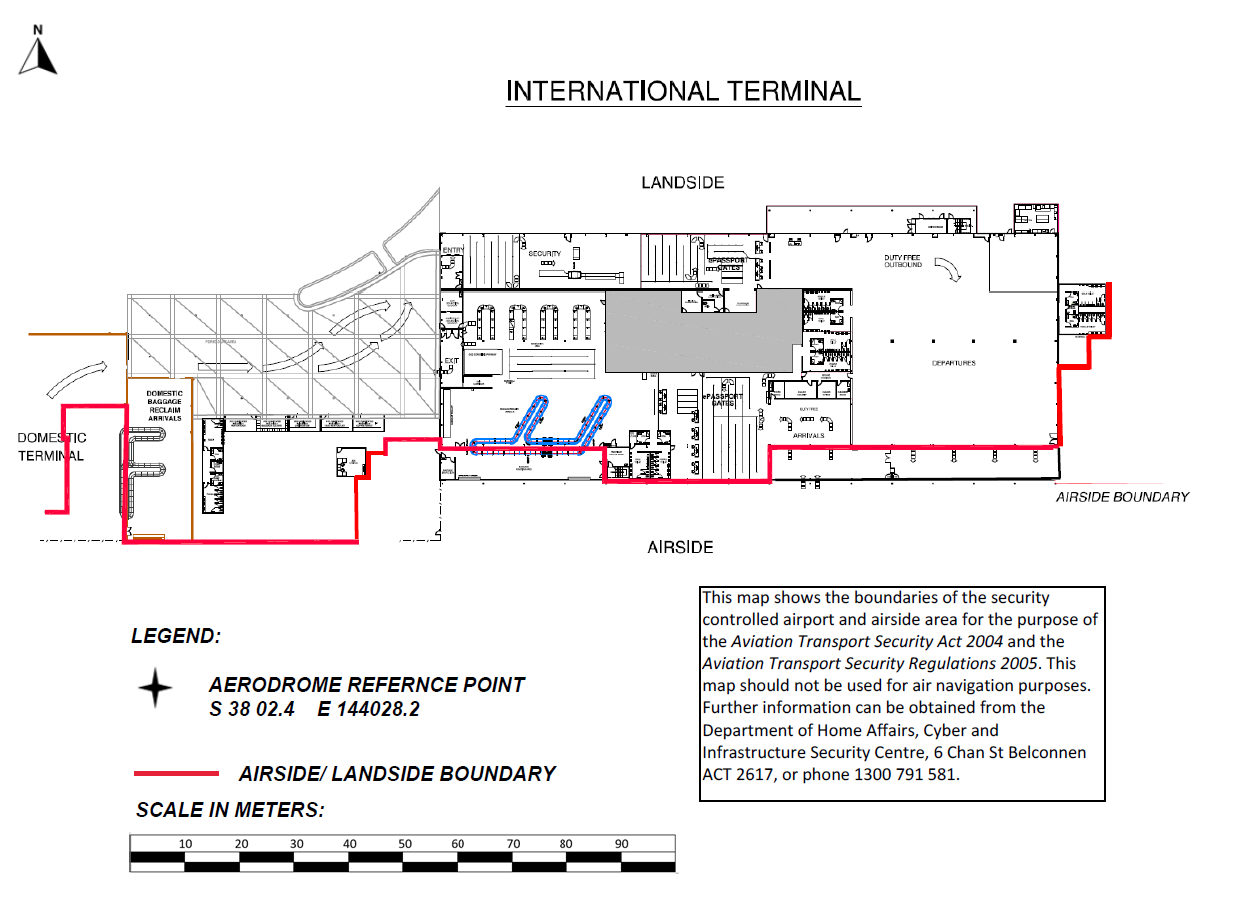 N
INTERNATIONAL TERMINAL
LANDSIDE
ENTRY
SECURITY
ePASSPORT
GATES
DUTY FREE
OUTBOUND
EXIT
DEPARTURES
ePASSPORT
GATES
DUTY FREE
ARRIVALS
DOMESTIC
BAGGAGE
RECLAIM
ARRIVALS
DOMESTIC
TERMINAL
AIRSIDE BOUNDARY
AIRSIDE
LEGEND:
AERODROME REFERNCE POINT
S 38 02.4 E 144028.2
AIRSIDE/ LANDSIDE BOUNDARY
SCALE IN METERS:
10 20 30 40 50 60 70 80 90
This map shows the boundaries of the security
controlled airport and airside area for the purpose of
the Aviation Transport Security Act 2004 and the
Aviation Transport Security Regulations 2005. This
map should not be used for air navigation purposes.
Further information can be obtained from the
Department of Home Affairs, Cyber and
Infrastructure Security Centre, 6 Chan St Belconnen
ACT 2617, or phone 1300 791 581.